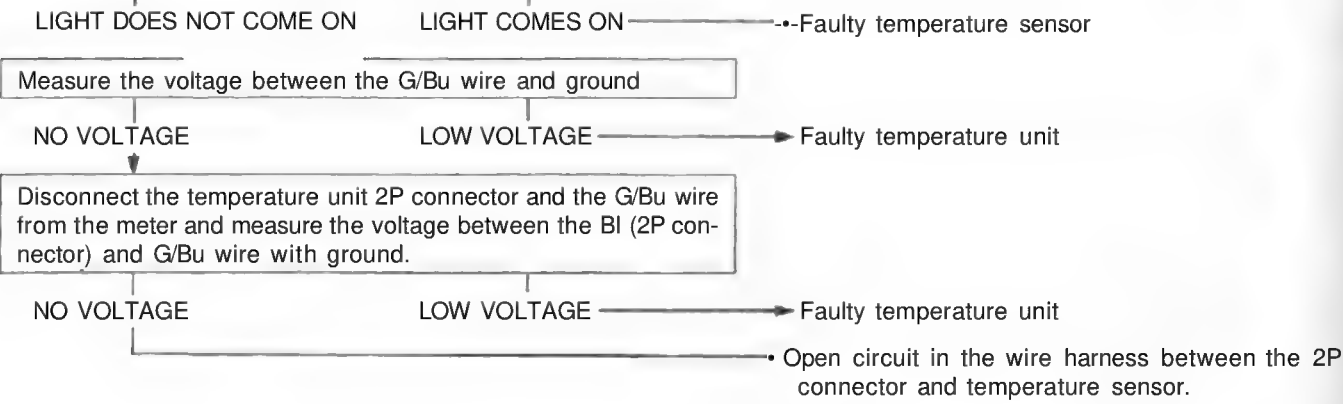 LIGHT DOES NOT COME ON LIGHT COMES ON -•-Faulty temperature sensor
Measure the voltage between the G/Bu wire and ground
NO VOLTAGE LOW VOLTAGE Faulty temperature unit
Disconnect the temperature unit 2P connector and the G/Bu wire
from the meter and measure the voltage between the BI (2P con-
nector) and G/Bu wire with ground.
NO VOLTAGE LOW VOLTAGE Faulty temperature unit
• Open circuit in the wire harness between the 2P
connector and temperature sensor.